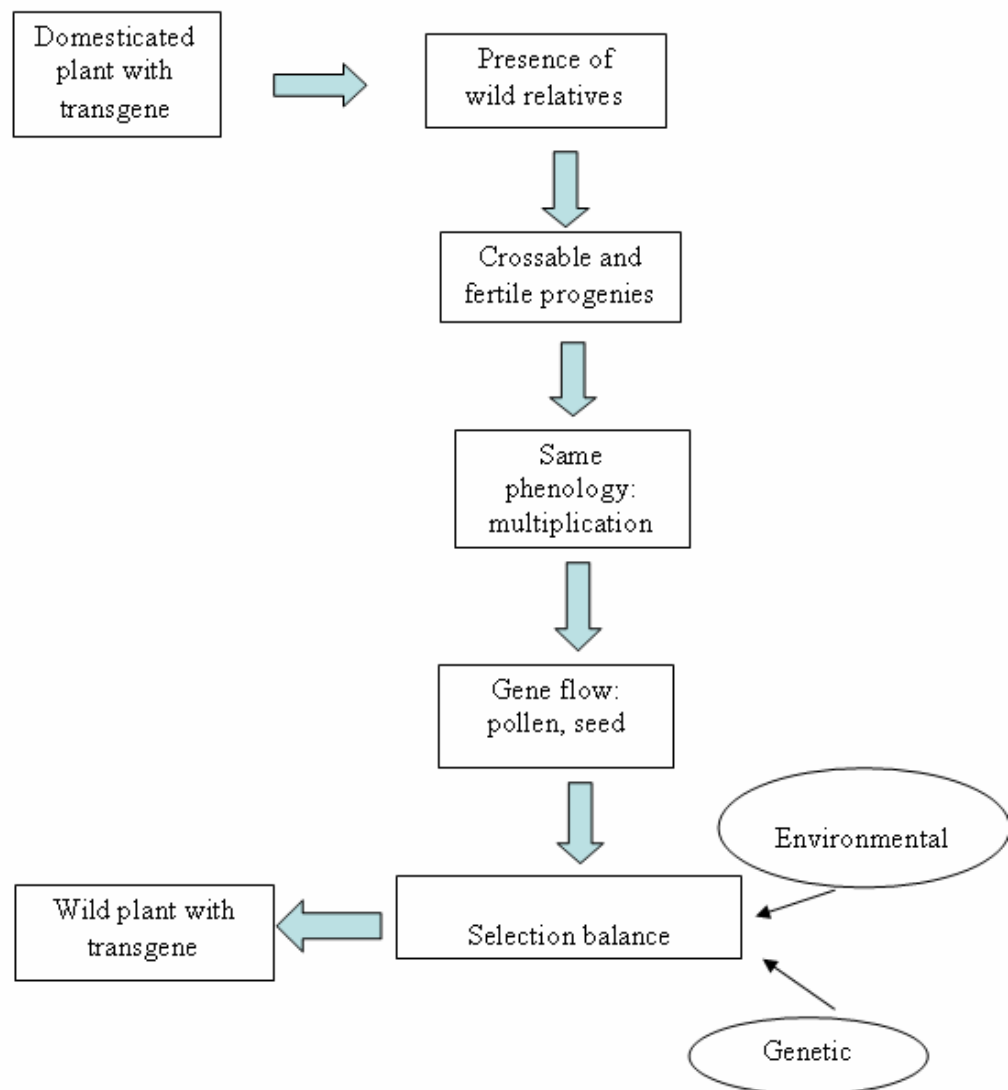 Domesticated
plant with
transgene
Presence of
wild relatives
Crossable and
fertile progenies
Same
phenology:
multiplication
Gene flow:
pollen, seed
Environmental
Selection balance
Wild plant with
transgene
Genetic